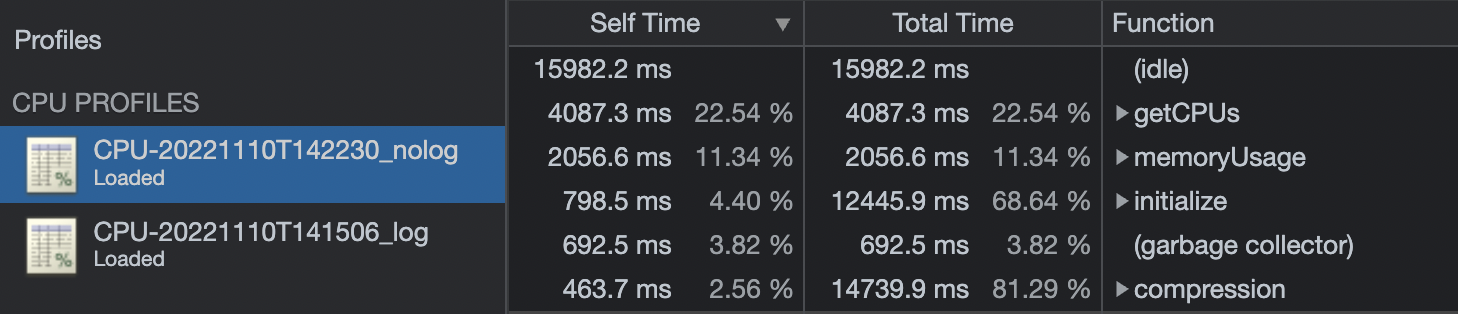 Profiles
CPU PROFILES
CPU-20221110T142230_nolog
Loaded
CPU-20221110T141506_log
Loaded
Self Time ▼ Total Time Function
15982.2 ms 15982.2 ms (idle)
4087.3 ms 22.54 % 4087.3 ms 22.54 % ▶ getCPUs
2056.6 ms 11.34 % 2056.6 ms 11.34 % ▶ memoryUsage
798.5 ms 4.40 % 12445.9 ms 68.64 % ▶ initialize
692.5 ms 3.82 % 692.5 ms 3.82 % (garbage collector)
463.7 ms 2.56 % 14739.9 ms 81.29 % ▶ compression